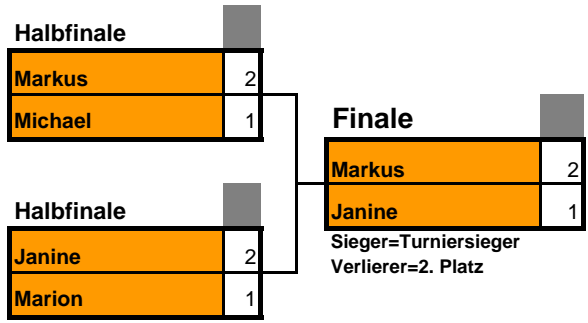 Halbfinale
Markus 2
Michael 1
Halbfinale
Janine 2
Marion 1
Finale
Markus 2
Janine 1
Sieger=Turniersieger
Verlierer=2. Platz